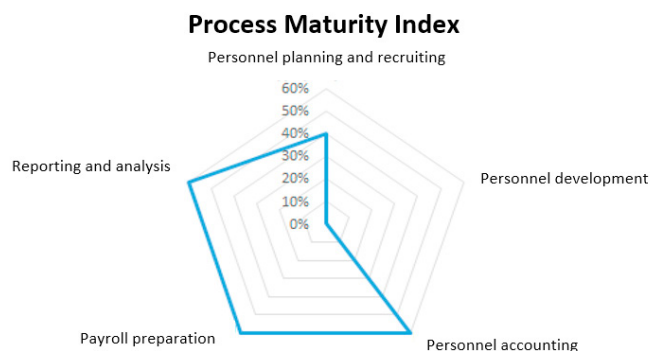 Process Maturity Index
Personnel planning and recruiting
60%
50%
40%
30%
20%
10%
0%
Reporting and analysis
Personnel development
Payroll preparation
Personnel accounting